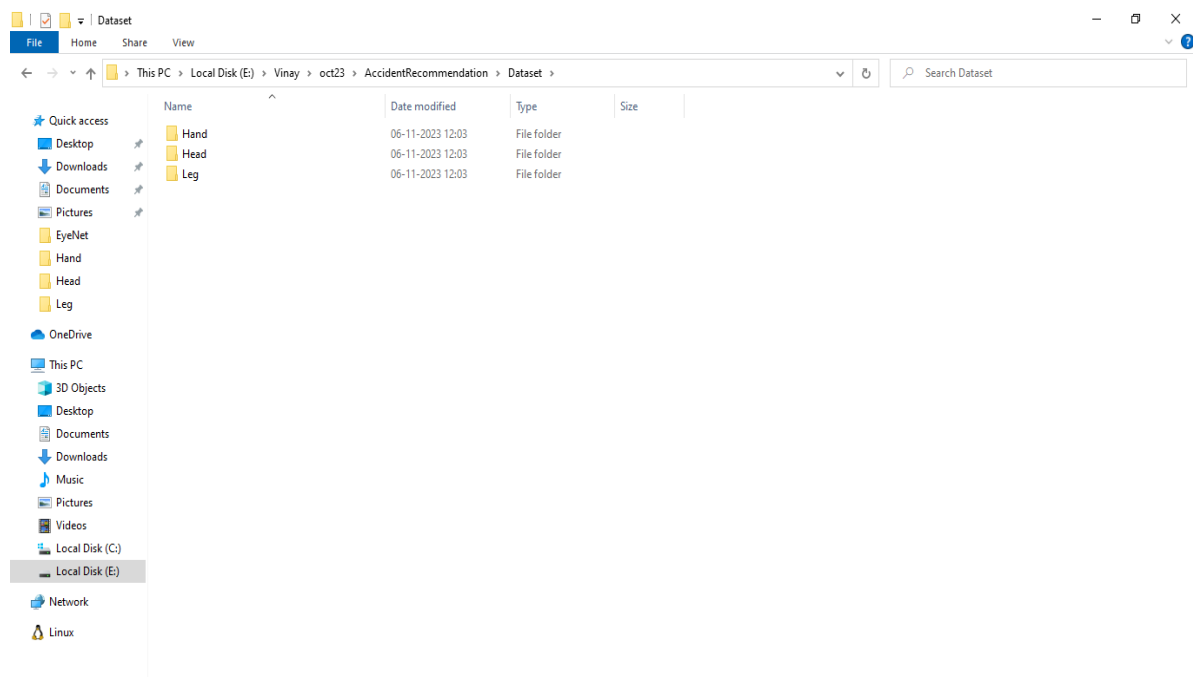 Dataset
File Home Share View
This PC > Local Disk (E:) > Vinay > oct23 > AccidentRecommendation > Dataset >
Search Dataset
Name Date modified Type Size
Hand 06-11-2023 12:03 File folder
Head 06-11-2023 12:03 File folder
Leg 06-11-2023 12:03 File folder
Quick access
Desktop
Downloads
Documents
Pictures
EyeNet
Hand
Head
Leg
OneDrive
This PC
3D Objects
Desktop
Documents
Downloads
Music
Pictures
Videos
Local Disk (C:)
Local Disk (E:)
Network
Linux